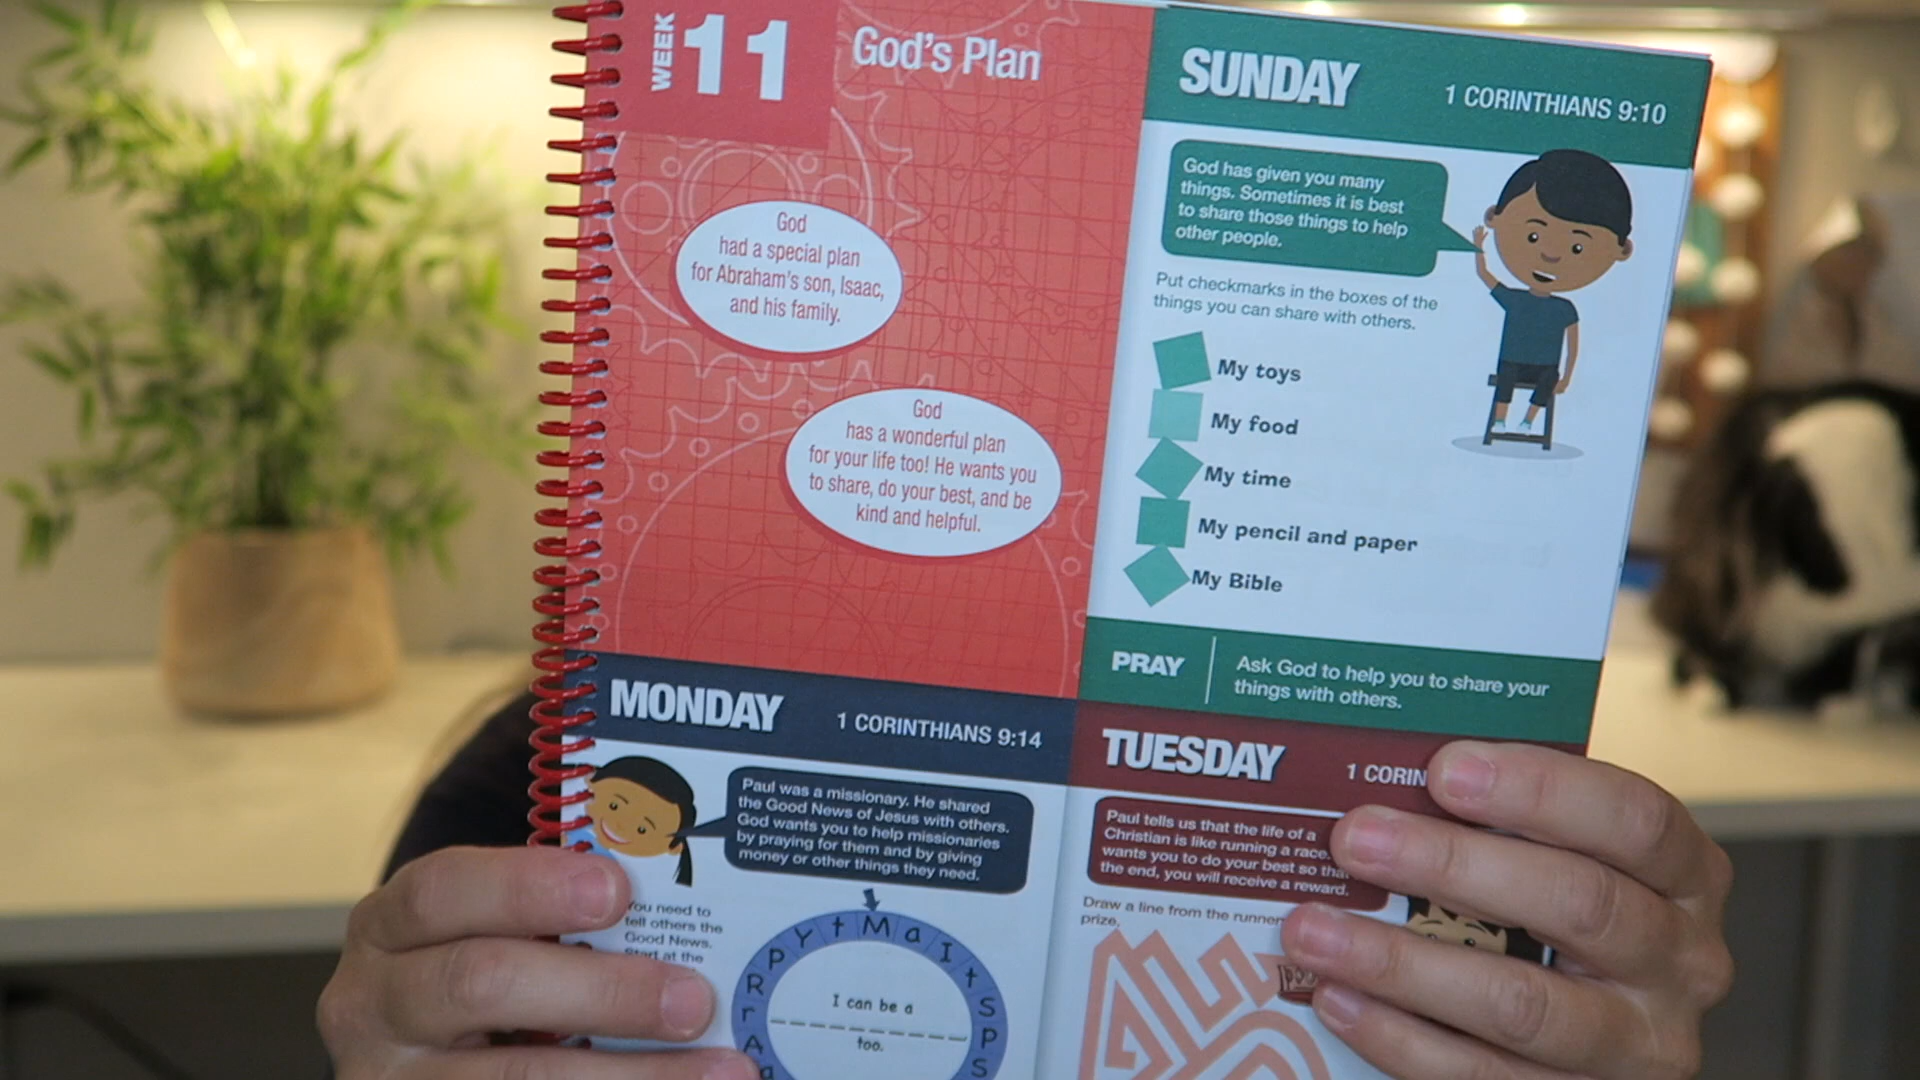 WEEK 11
God's Plan
God
had a special plan
for Abraham's son, Isaac,
and his family.
God
has a wonderful plan
for your life too! He wants you
to share, do your best, and be
kind and helpful.
SUNDAY
1 CORINTHIANS 9:10
God has given you many
things. Sometimes it is best
to share those things to help
other people.
Put checkmarks in the boxes of the
things you can share with others.
My toys
My food
My time
My pencil and paper
My Bible
PRAY
Ask God to help you to share your
things with others.
MONDAY
1 CORINTHIANS 9:14
Paul was a missionary. He shared
the Good News of Jesus with others.
God wants you to help missionaries
by praying for them and by giving
money or other things they need.
You need to
tell others the
Good News.
Start at the
R P Y t M a I t S P S
r A
I can be a
too.
TUESDAY
1 CORIN
Paul tells us that the life of a
Christian is like running a race.
wants you to do your best so that
the end, you will receive a reward.
Draw a line from the runner
prize.